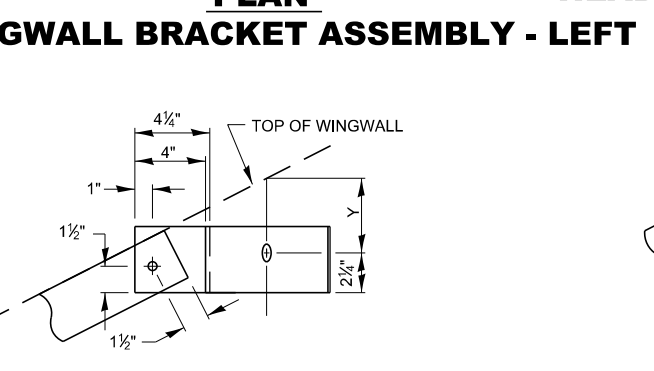 PLAN
GWALL BRACKET ASSEMBLY - LEFT
4¼"
TOP OF WINGWALL
4"
1"
Y
1½"
2¼"
1½"